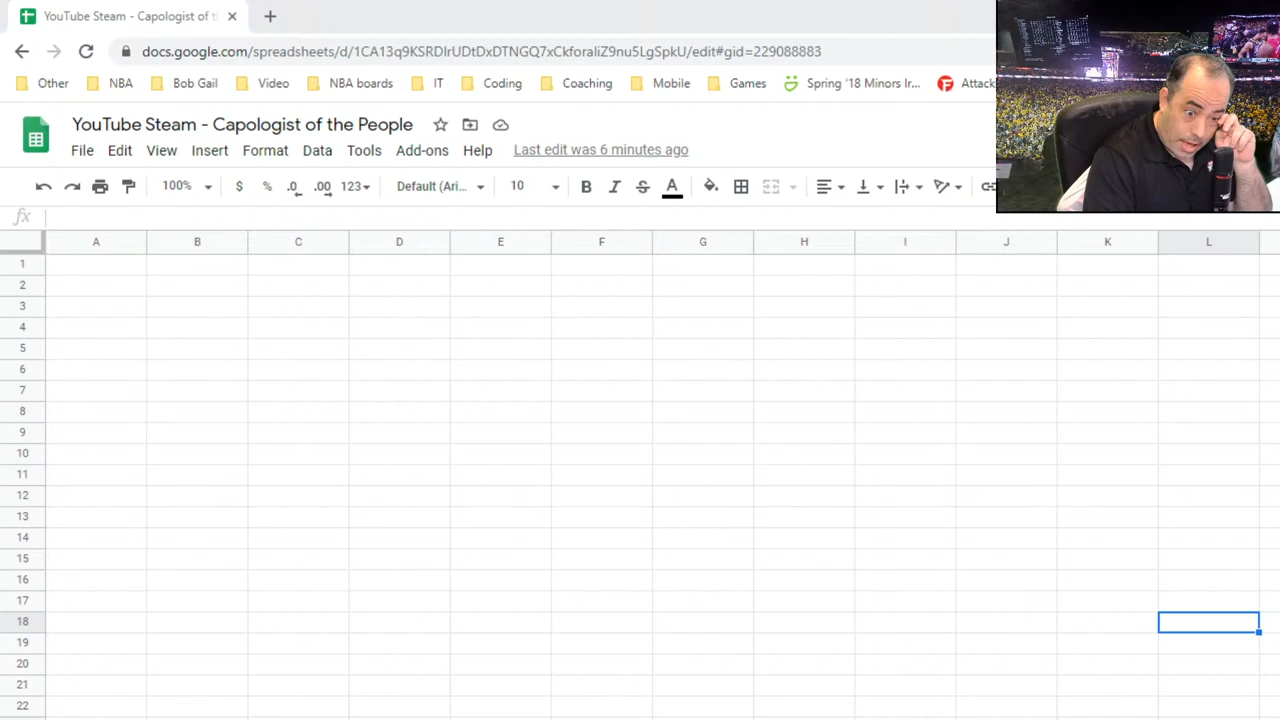 YouTube Steam - Capologist of t
docs.google.com/spreadsheets/d/1CA13q9KSRDlrUDtDxDTNGQ7xCkforaliZ9nu5LgSpkU/edit#gid=229088883
Other NBA Bob Gail Video NBA boards IT Coding Coaching Mobile Games Spring '18 Minors Ir... Attack
YouTube Steam - Capologist of the People
File Edit View Insert Format Data Tools Add-ons Help Last edit was 6 minutes ago
100% $ % .0 .00 123 Default (Ari... 10 B I S A
fx
A B C D E F G H I J K L
1
2
3
4
5
6
7
8
9
10
11
12
13
14
15
16
17
18
19
20
21
22